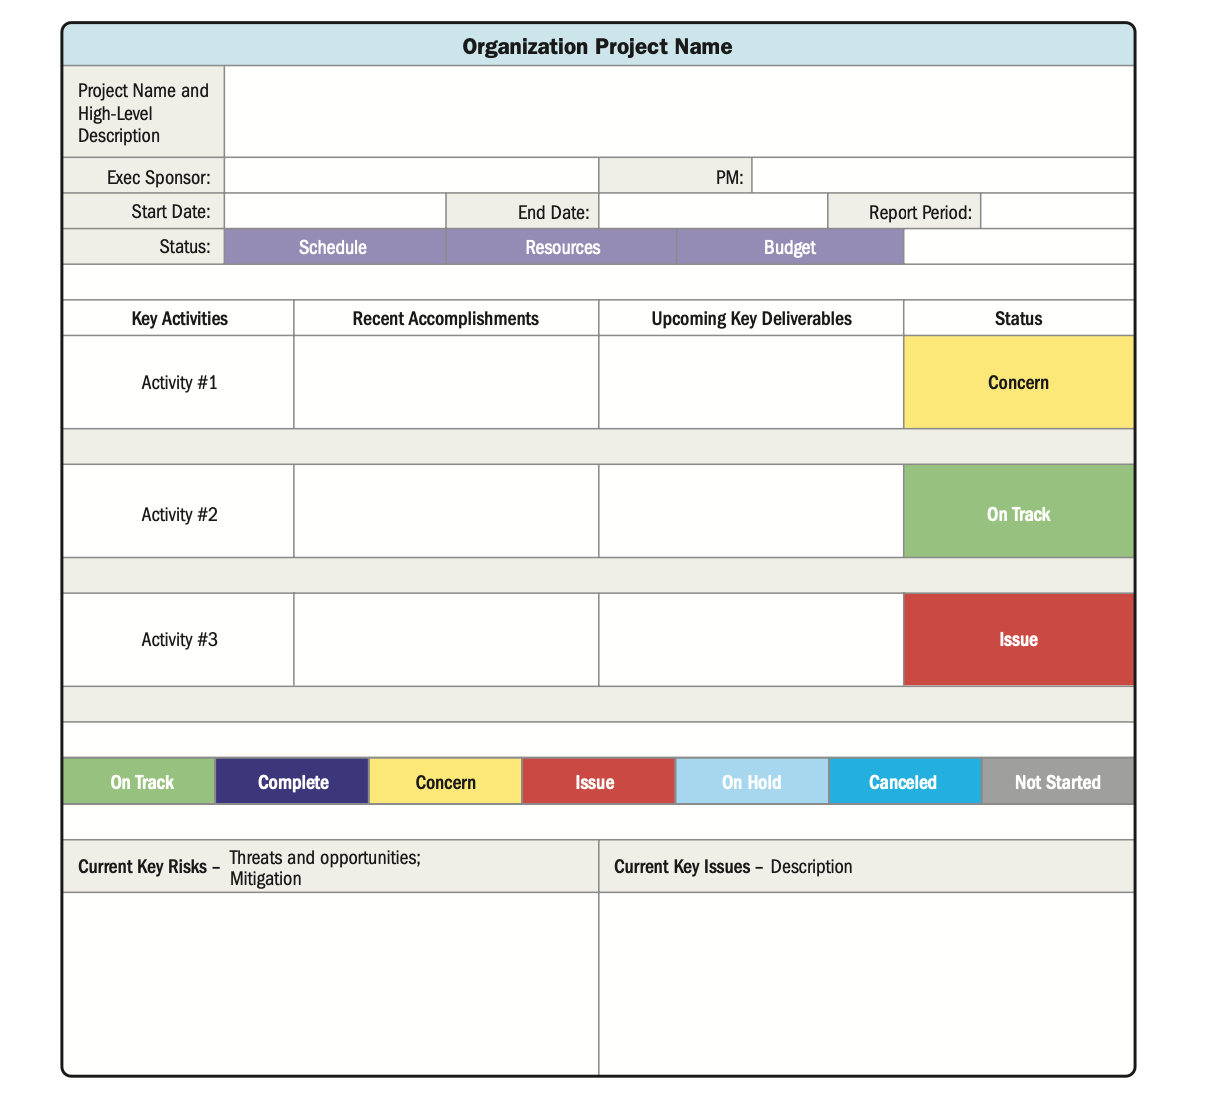 Organization Project Name
Project Name and
High-Level
Description
Exec Sponsor:
PM:
Start Date:
End Date:
Report Period:
Status:
Schedule
Resources
Budget
Key Activities
Recent Accomplishments
Upcoming Key Deliverables
Status
Activity #1
Concern
Activity #2
On Track
Activity #3
Issue
On Track
Complete
Concern
Issue
On Hold
Canceled
Not Started
Current Key Risks – Threats and opportunities;
Mitigation
Current Key Issues – Description